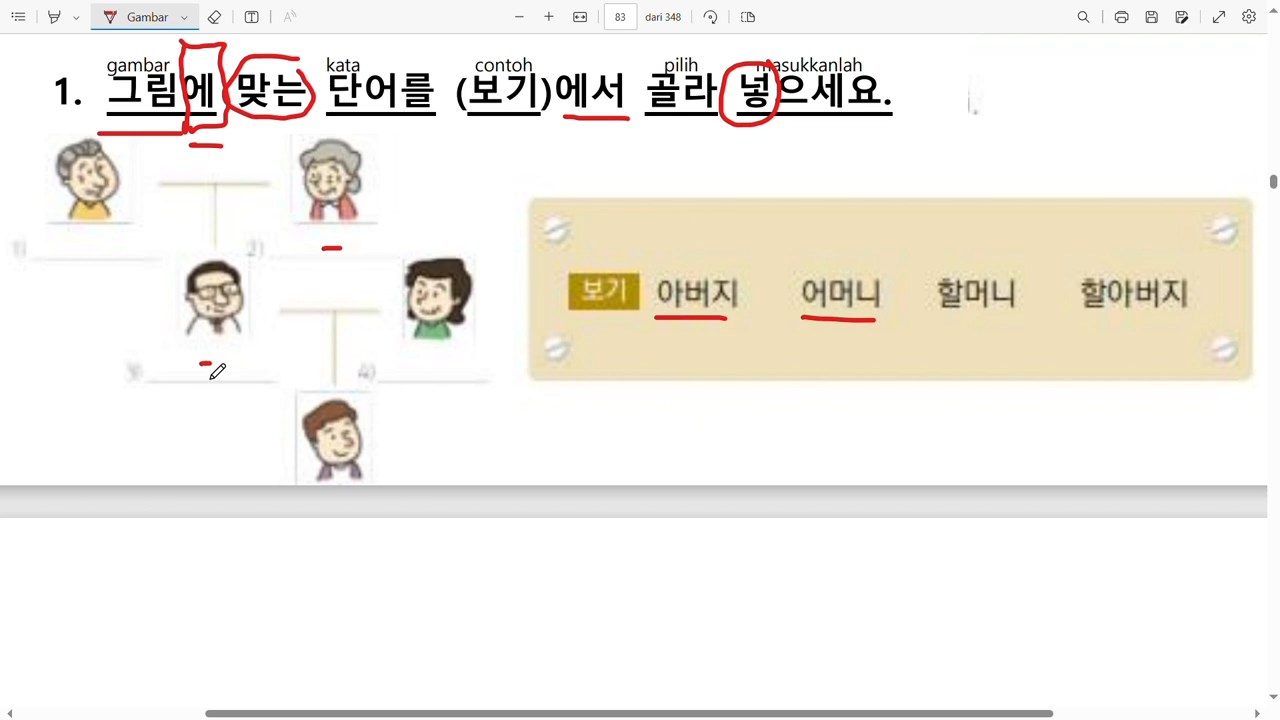 Gambar
83 dari 348
gambar kata contoh pilih masukkanlah
1. 그림에 맞는 단어를 (보기)에서 골라 넣으세요.
1) 2)
보기 아버지 어머니 할머니 할아버지
3) 4)